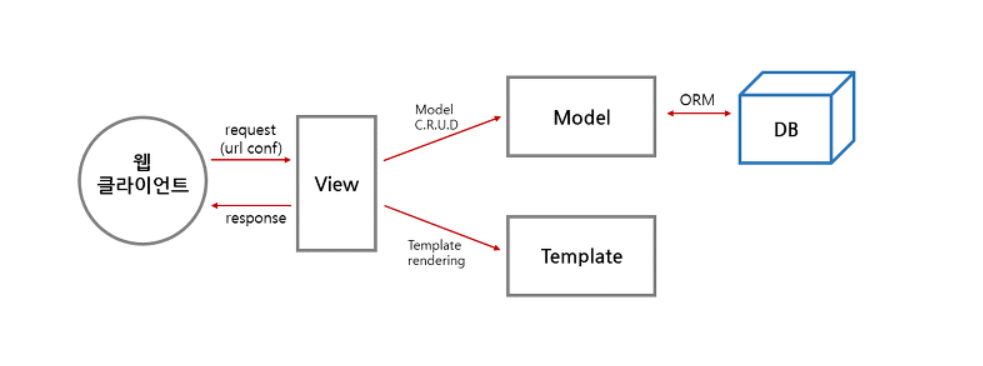 웹
클라이언트
request
(url conf)
response
View
Model
C.R.U.D
Template
rendering
Model
ORM
DB
Template